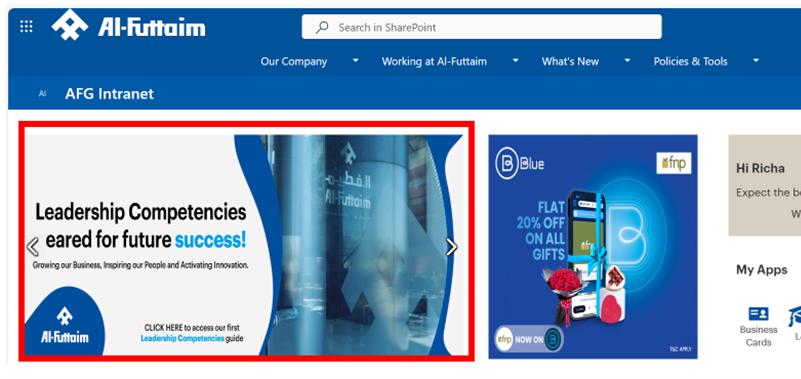 Al-Futtaim
Search in SharePoint
Our Company
Working at Al-Futtaim
What's New
Policies & Tools
AI
AFG Intranet
الفطيم
Al-Futtaim
Leadership Competencies
eared for future success!
Growing our Business, Inspiring our People and Activating Innovation.
Al-Futtaim
CLICK HERE to access our first
Leadership Competencies guide
B Blue
fnp
FLAT
20% OFF
ON ALL
GIFTS
fnp NOW ON B
T&C APPLY
Hi Richa
Expect the b
W
My Apps
Business
Cards
L